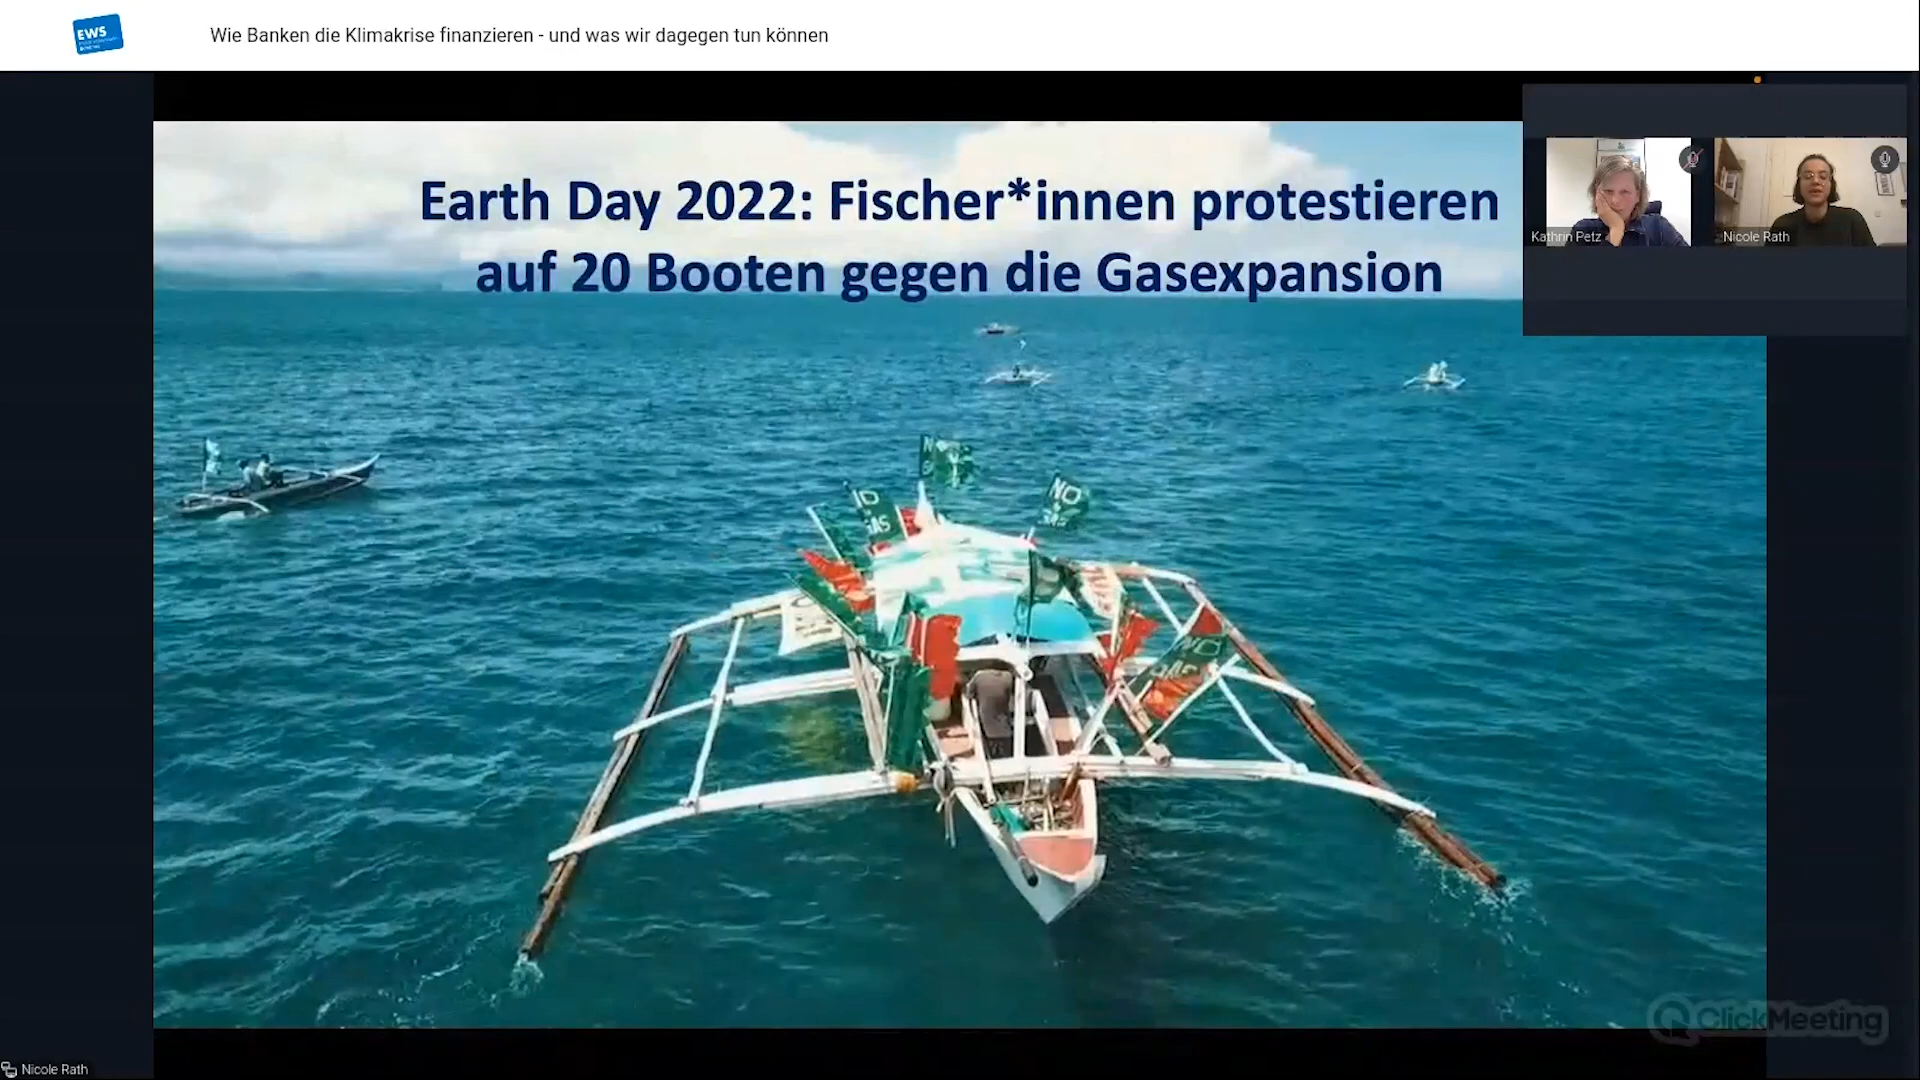 EWS
Wie Banken die Klimakrise finanzieren - und was wir dagegen tun können
Earth Day 2022: Fischer*innen protestieren
auf 20 Booten gegen die Gasexpansion
Kathrin Petz
Nicole Rath
NO
NO
GAS
NO
ClickMeeting
Nicole Rath